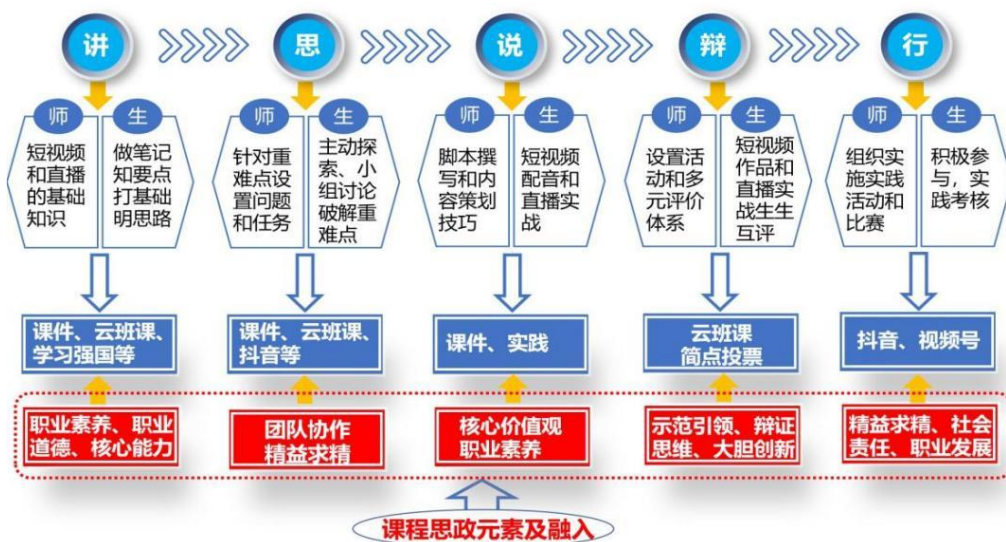 讲
思
说
辩
行
师
生
短视频
和直播
的基础
知识
做笔记
知要点
打基础
明思路
师
生
针对重
难点设
置问题
和任务
主动探
索、小
组讨论
破解重
难点
师
生
脚本撰
写和内
容策划
技巧
短视频
配音和
直播实
战
师
生
设置活
动和多
元评价
体系
短视频
作品和
直播实
战生生
互评
师
生
组织实
施实践
活动和
比赛
积极参
与，实
践考核
课件、云班课、
学习强国等
课件、云班课、
抖音等
课件、实践
云班课
简点投票
抖音、视频号
职业素养、职业
道德、核心能力
团队协作
精益求精
核心价值观
职业素养
示范引领、辩证
思维、大胆创新
精益求精、社会
责任、职业发展
课程思政元素及融入